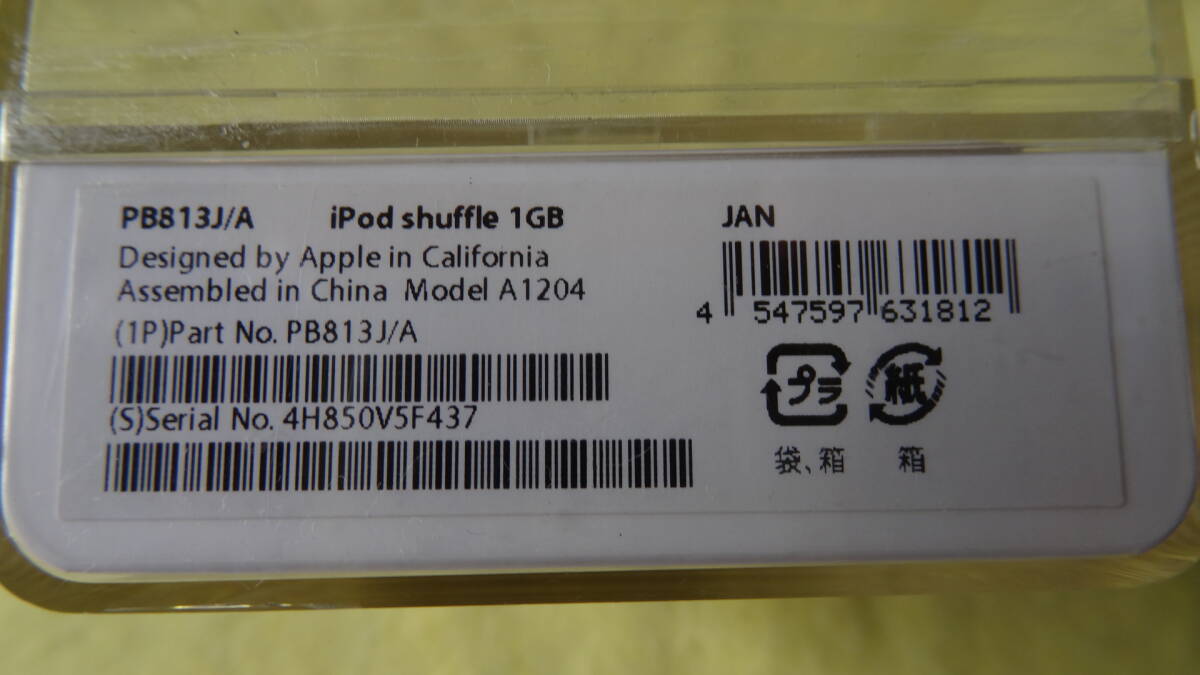 PB813J/A iPod shuffle 1GB
Designed by Apple in California
Assembled in China Model A1204
(1P)Part No. PB813J/A
(S)Serial No. 4H850V5F437
JAN
4 547597 631812
プラ 紙
袋、箱 箱